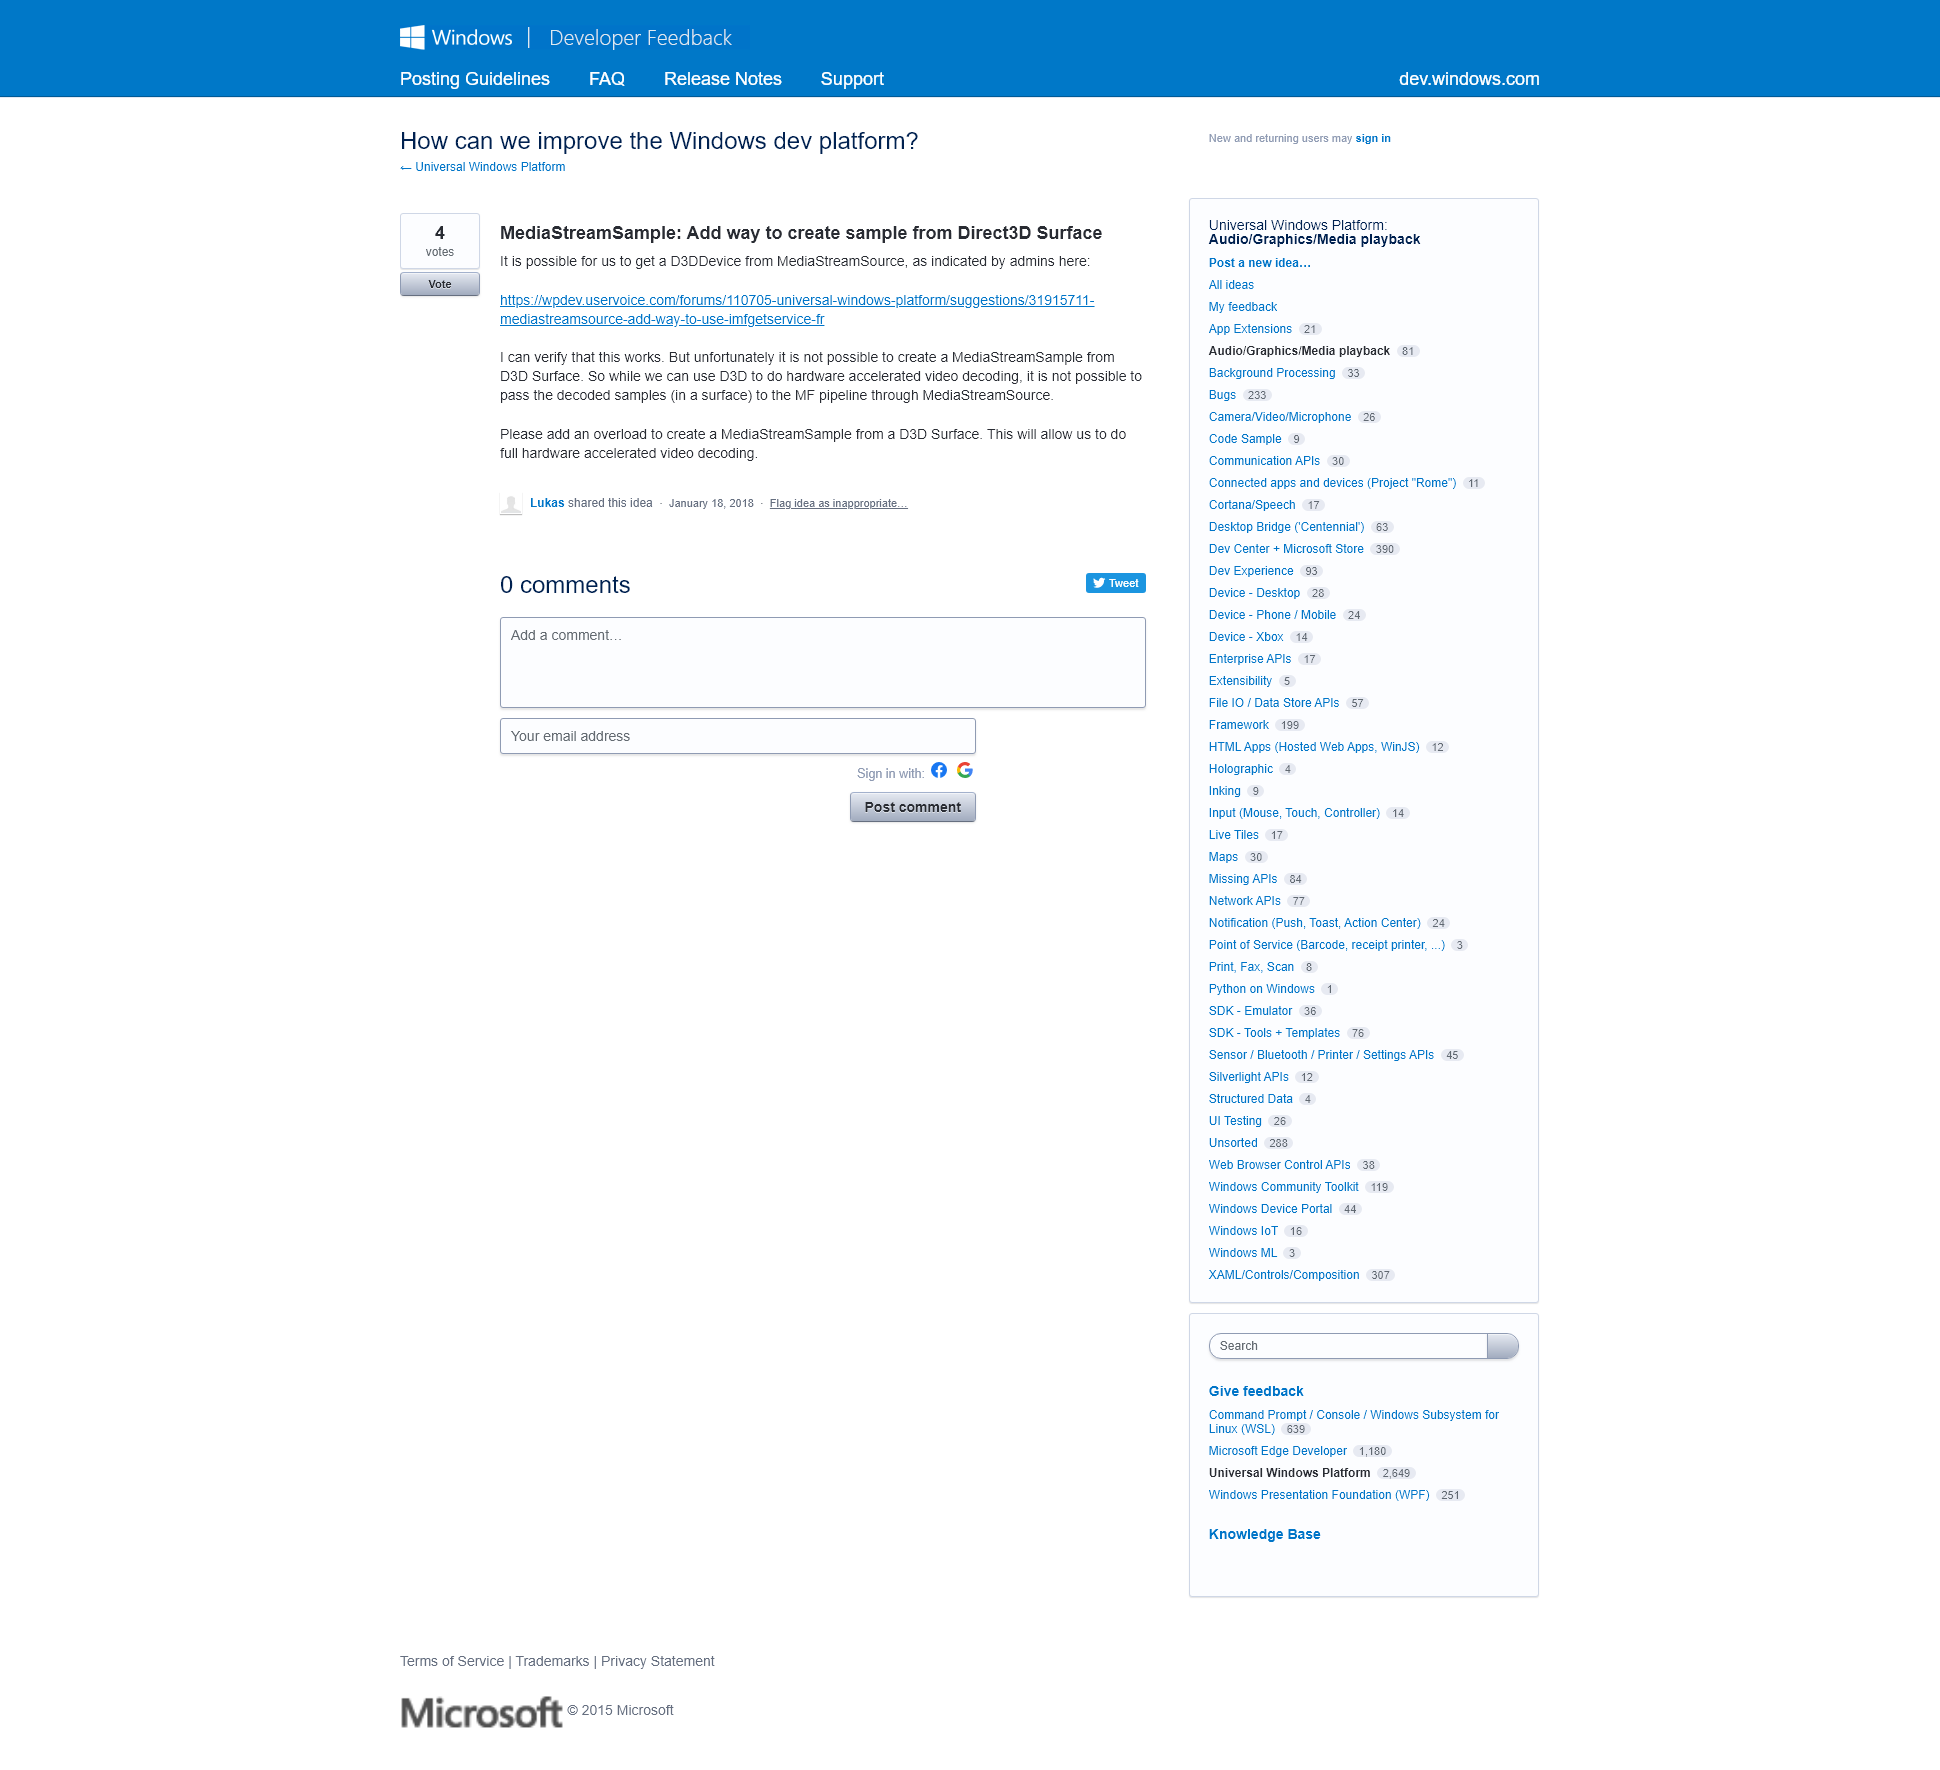 Windows | Developer Feedback
Posting Guidelines FAQ Release Notes Support dev.windows.com
How can we improve the Windows dev platform?
← Universal Windows Platform
New and returning users may sign in
4
votes
Vote
MediaStreamSample: Add way to create sample from Direct3D Surface
It is possible for us to get a D3DDevice from MediaStreamSource, as indicated by admins here:
https://wpdev.uservoice.com/forums/110705-universal-windows-platform/suggestions/31915711-
mediastreamsource-add-way-to-use-imfgetservice-fr
I can verify that this works. But unfortunately it is not possible to create a MediaStreamSample from
D3D Surface. So while we can use D3D to do hardware accelerated video decoding, it is not possible to
pass the decoded samples (in a surface) to the MF pipeline through MediaStreamSource.
Please add an overload to create a MediaStreamSample from a D3D Surface. This will allow us to do
full hardware accelerated video decoding.
Lukas shared this idea · January 18, 2018 · Flag idea as inappropriate…
0 comments
Tweet
Add a comment…
Your email address
Sign in with:
Post comment
Universal Windows Platform:
Audio/Graphics/Media playback
Post a new idea…
All ideas
My feedback
App Extensions 21
Audio/Graphics/Media playback 81
Background Processing 33
Bugs 233
Camera/Video/Microphone 26
Code Sample 9
Communication APIs 30
Connected apps and devices (Project "Rome") 11
Cortana/Speech 17
Desktop Bridge ('Centennial') 63
Dev Center + Microsoft Store 390
Dev Experience 93
Device - Desktop 28
Device - Phone / Mobile 24
Device - Xbox 14
Enterprise APIs 17
Extensibility 5
File IO / Data Store APIs 57
Framework 199
HTML Apps (Hosted Web Apps, WinJS) 12
Holographic 4
Inking 9
Input (Mouse, Touch, Controller) 14
Live Tiles 17
Maps 30
Missing APIs 84
Network APIs 77
Notification (Push, Toast, Action Center) 24
Point of Service (Barcode, receipt printer, ...) 3
Print, Fax, Scan 8
Python on Windows 1
SDK - Emulator 36
SDK - Tools + Templates 76
Sensor / Bluetooth / Printer / Settings APIs 45
Silverlight APIs 12
Structured Data 4
UI Testing 26
Unsorted 288
Web Browser Control APIs 38
Windows Community Toolkit 119
Windows Device Portal 44
Windows IoT 16
Windows ML 3
XAML/Controls/Composition 307
Search
Give feedback
Command Prompt / Console / Windows Subsystem for
Linux (WSL) 639
Microsoft Edge Developer 1,180
Universal Windows Platform 2,649
Windows Presentation Foundation (WPF) 251
Knowledge Base
Terms of Service | Trademarks | Privacy Statement
Microsoft © 2015 Microsoft